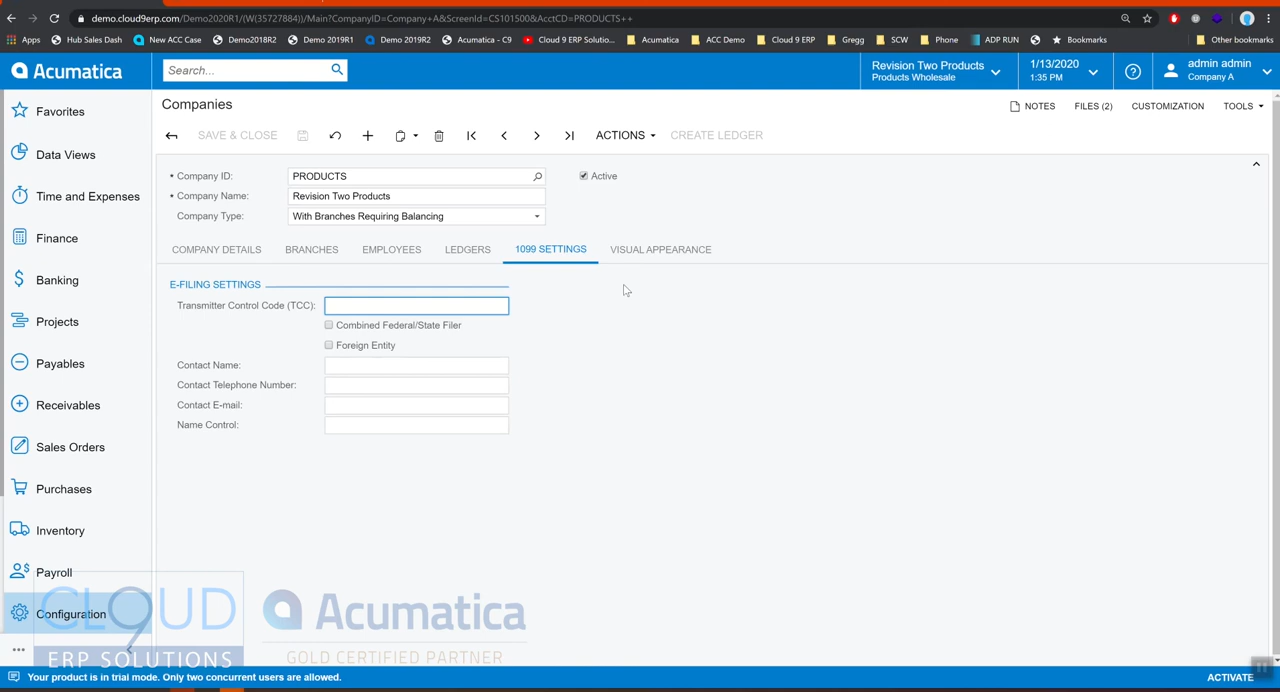 demo.cloud9erp.com/Demo2020R1/(W(35727884))/Main?CompanyID=Company+A&ScreenId=CS101500&AcctCD=PRODUCTS++
Apps Hub Sales Dash New ACC Case Demo2018R2 Demo 2019R1 Demo 2019R2 Acumatica - C9 Cloud 9 ERP Solutio... Acumatica ACC Demo Cloud 9 ERP Gregg SCW Phone ADP RUN Bookmarks Other bookmarks
Acumatica
Search...
Revision Two Products
Products Wholesale
1/13/2020
1:35 PM
?
admin admin
Company A
Favorites
Data Views
Time and Expenses
Finance
Banking
Projects
Payables
Receivables
Sales Orders
Purchases
Inventory
Payroll
Configuration
Companies
NOTES FILES (2) CUSTOMIZATION TOOLS
SAVE & CLOSE ACTIONS CREATE LEDGER
* Company ID: PRODUCTS Active
* Company Name: Revision Two Products
Company Type: With Branches Requiring Balancing
COMPANY DETAILS BRANCHES EMPLOYEES LEDGERS 1099 SETTINGS VISUAL APPEARANCE
E-FILING SETTINGS
Transmitter Control Code (TCC):
Combined Federal/State Filer
Foreign Entity
Contact Name:
Contact Telephone Number:
Contact E-mail:
Name Control:
CLOUD 9
ERP SOLUTIONS
Acumatica
GOLD CERTIFIED PARTNER
Your product is in trial mode. Only two concurrent users are allowed. ACTIVATE